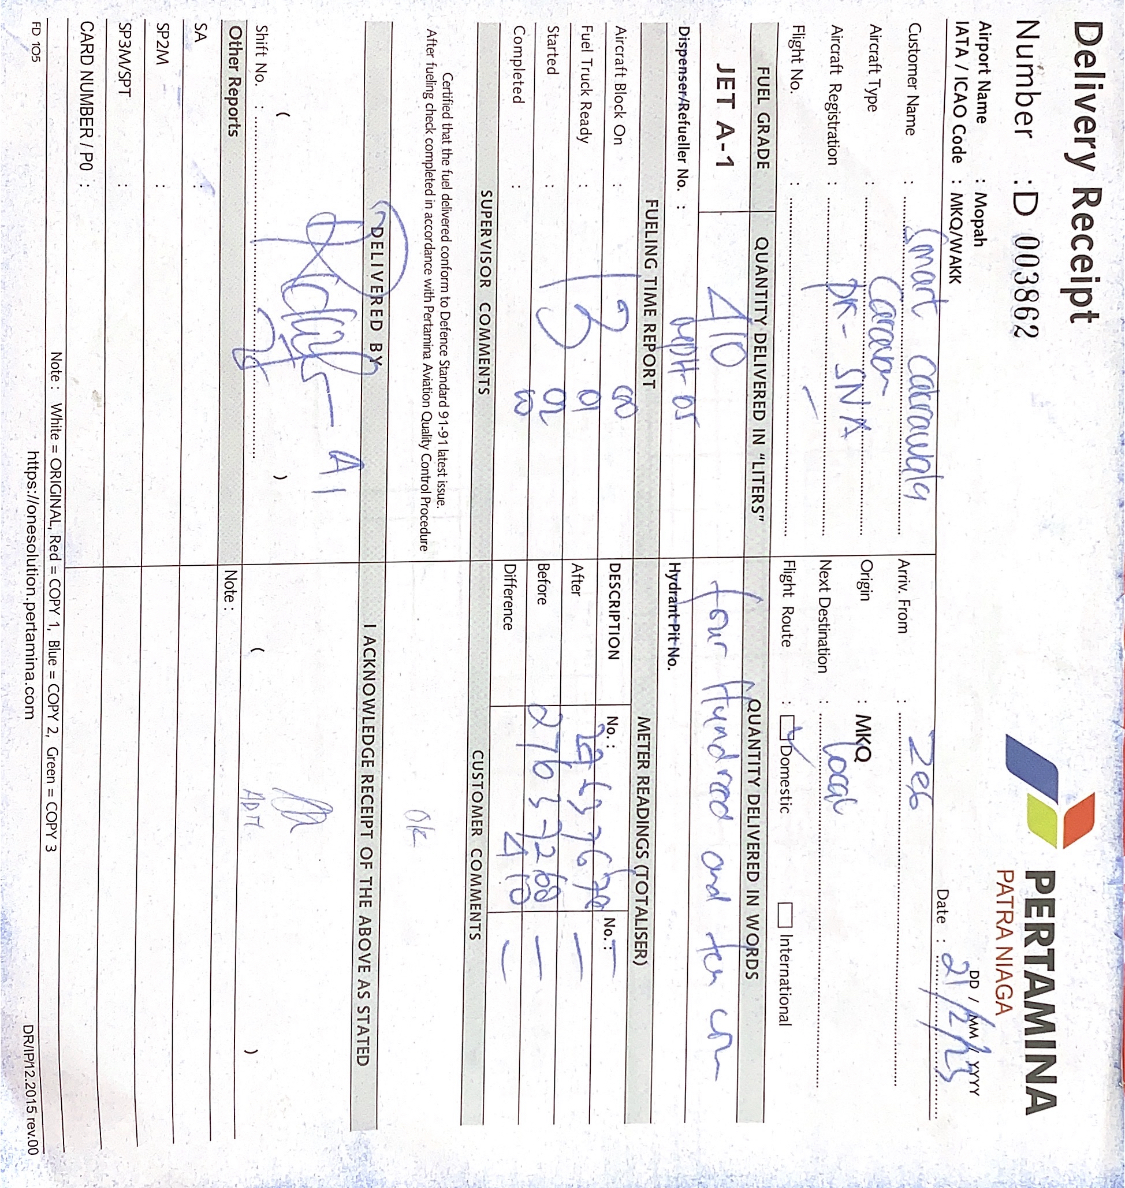 Delivery Receipt
PERTAMINA
PATRA NIAGA
Number : D 003862
Airport Name : Mopah
IATA / ICAO Code : MKQ/WAKK
DD / MM / YYYY
Date : 21/2/23
Customer Name : Smart Cakrawala
Arriv. From :
Aircraft Type : Caravan
Origin : MKQ
Aircraft Registration : PK-SNA
Next Destination : local
Flight No. : –
Flight Route : Domestic International
FUEL GRADE QUANTITY DELIVERED IN "LITERS" QUANTITY DELIVERED IN WORDS
JET A-1 410 four Hundred and ten
Dispenser/Refueller No. : 05
Hydrant Pit No.
FUELING TIME REPORT METER READINGS (TOTALISER)
Aircraft Block On : 13 00
DESCRIPTION No. : No. : –
Fuel Truck Ready : 01
After –
Started : 02
Before –
Completed :
Difference 410 –
SUPERVISOR COMMENTS CUSTOMER COMMENTS
Certified that the fuel delivered conform to Defence Standard 91-91 latest issue.
After fueling check completed in accordance with Pertamina Aviation Quality Control Procedure
Ok
DELIVERED BY I ACKNOWLEDGE RECEIPT OF THE ABOVE AS STATED
Shift No. : ( ) ( )
Other Reports Note :
SA :
SP2M :
SP3M/SPT :
CARD NUMBER / P0 :
Note : White = ORIGINAL, Red = COPY 1, Blue = COPY 2, Green = COPY 3
FD 105 https://onesolution.pertamina.com DR/IP/12.2015 rev.00